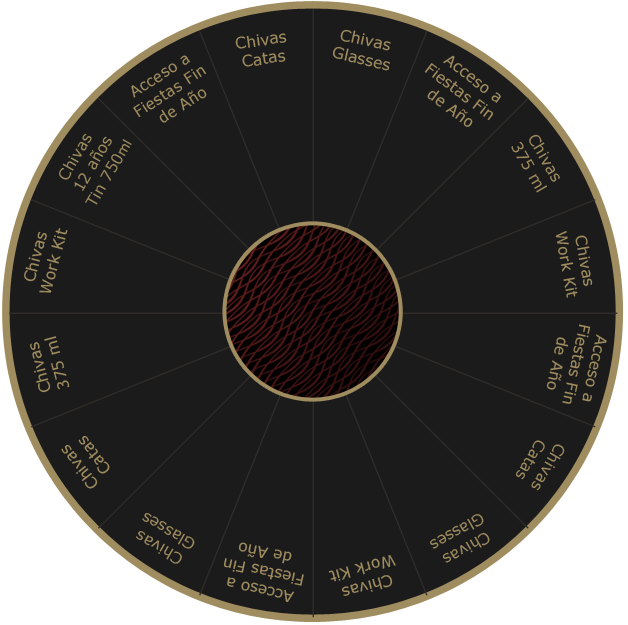 Chivas
Glasses
Acceso a
Fiestas Fin
de Año
Chivas
375 ml
Chivas
Work Kit
Acceso a
Fiestas Fin
de Año
Chivas
Catas
Chivas
Glasses
Chivas
Work Kit
Acceso a
Fiestas Fin
de Año
Chivas
Glasses
Chivas
Catas
Chivas
375 ml
Chivas
Work Kit
Chivas
12 años
Tin 750ml
Acceso a
Fiestas Fin
de Año
Chivas
Catas